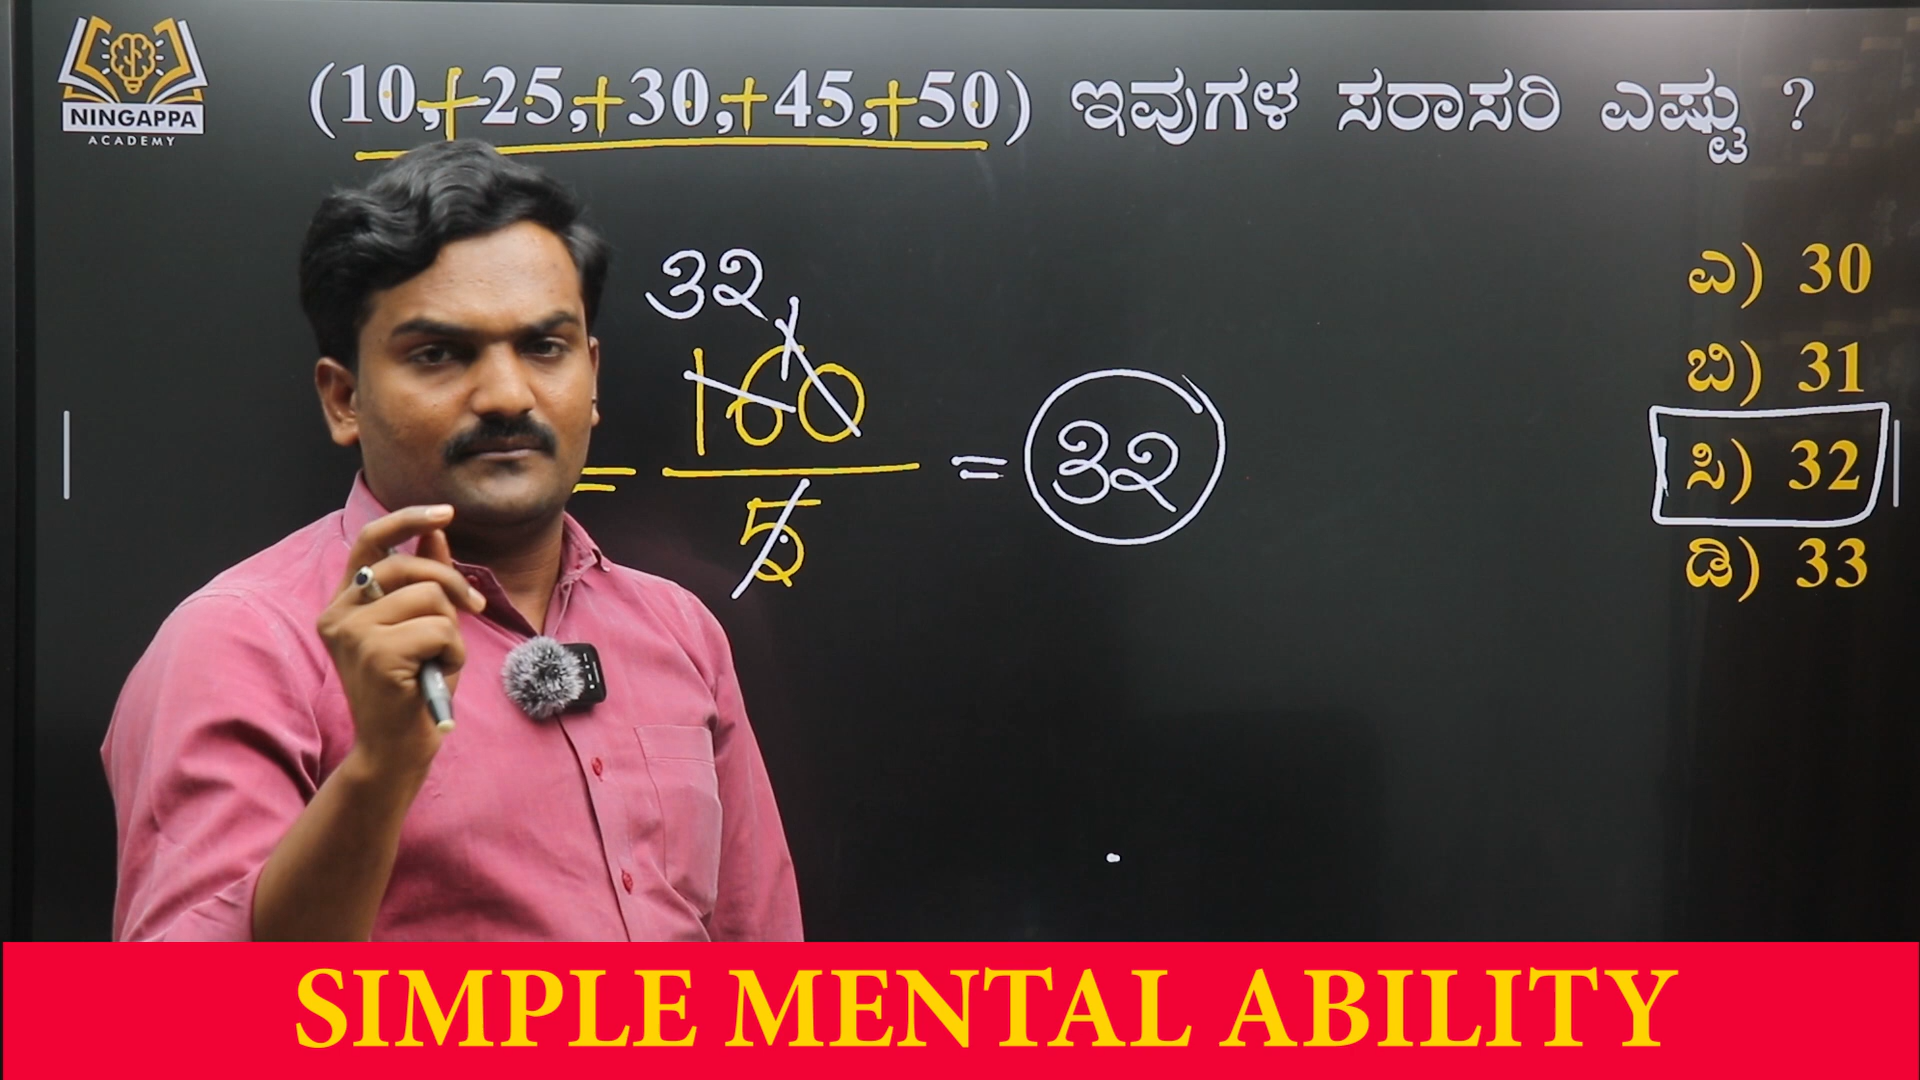 NINGAPPA
ACADEMY
(10,+25,+30,+45,+50) ಇವುಗಳ ಸರಾಸರಿ ಎಷ್ಟು ?
ಎ) 30
ಬಿ) 31
ಸಿ) 32
ಡಿ) 33
32
= 160 / 5 = 32
SIMPLE MENTAL ABILITY